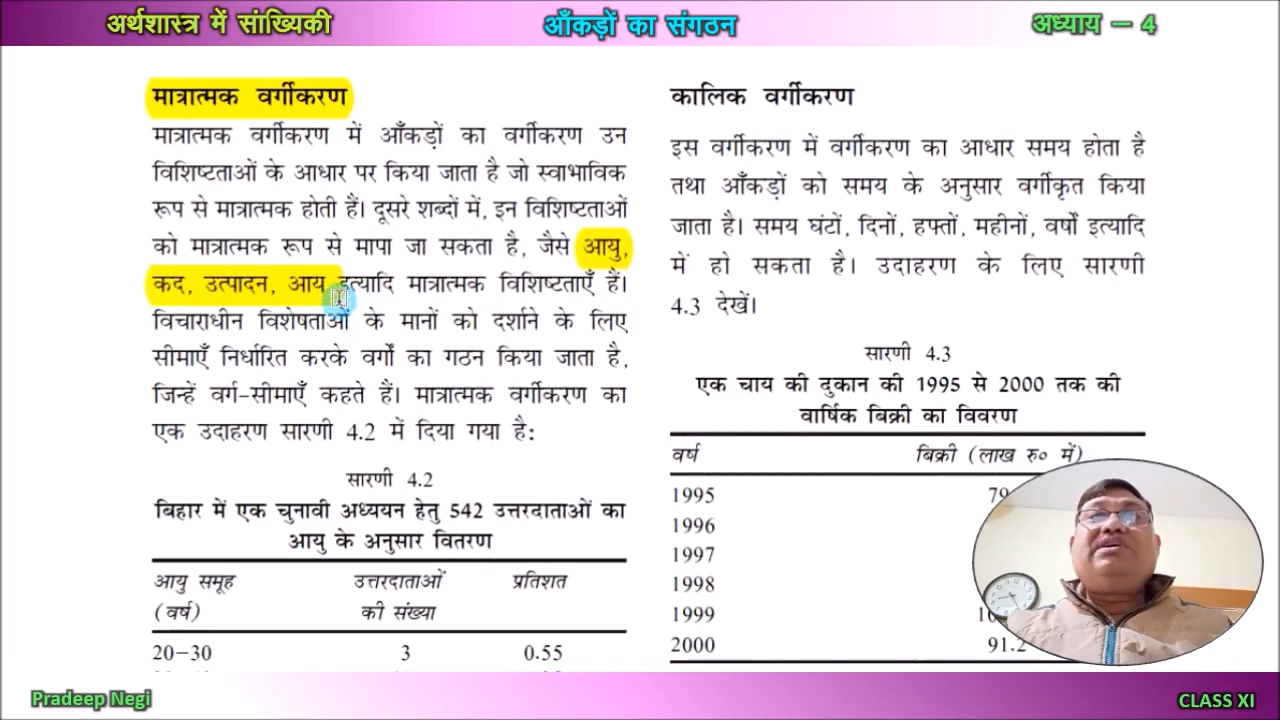 अर्थशास्त्र में सांख्यिकी
आँकड़ों का संगठन
अध्याय – 4
मात्रात्मक वर्गीकरण
मात्रात्मक वर्गीकरण में आँकड़ों का वर्गीकरण उन
विशिष्टताओं के आधार पर किया जाता है जो स्वाभाविक
रूप से मात्रात्मक होती हैं। दूसरे शब्दों में, इन विशिष्टताओं
को मात्रात्मक रूप से मापा जा सकता है, जैसे आयु,
कद, उत्पादन, आय इत्यादि मात्रात्मक विशिष्टताएँ हैं।
विचाराधीन विशेषताओं के मानों को दर्शाने के लिए
सीमाएँ निर्धारित करके वर्गों का गठन किया जाता है,
जिन्हें वर्ग-सीमाएँ कहते हैं। मात्रात्मक वर्गीकरण का
एक उदाहरण सारणी 4.2 में दिया गया है:
सारणी 4.2
बिहार में एक चुनावी अध्ययन हेतु 542 उत्तरदाताओं का
आयु के अनुसार वितरण
आयु समूह उत्तरदाताओं प्रतिशत
(वर्ष) की संख्या
20–30 3 0.55
कालिक वर्गीकरण
इस वर्गीकरण में वर्गीकरण का आधार समय होता है
तथा आँकड़ों को समय के अनुसार वर्गीकृत किया
जाता है। समय घंटों, दिनों, हफ्तों, महीनों, वर्षों इत्यादि
में हो सकता है। उदाहरण के लिए सारणी
4.3 देखें।
सारणी 4.3
एक चाय की दुकान की 1995 से 2000 तक की
वार्षिक बिक्री का विवरण
वर्ष बिक्री (लाख रु० में)
1995
1996
1997
1998
1999
2000 91.2
Pradeep Negi
CLASS XI